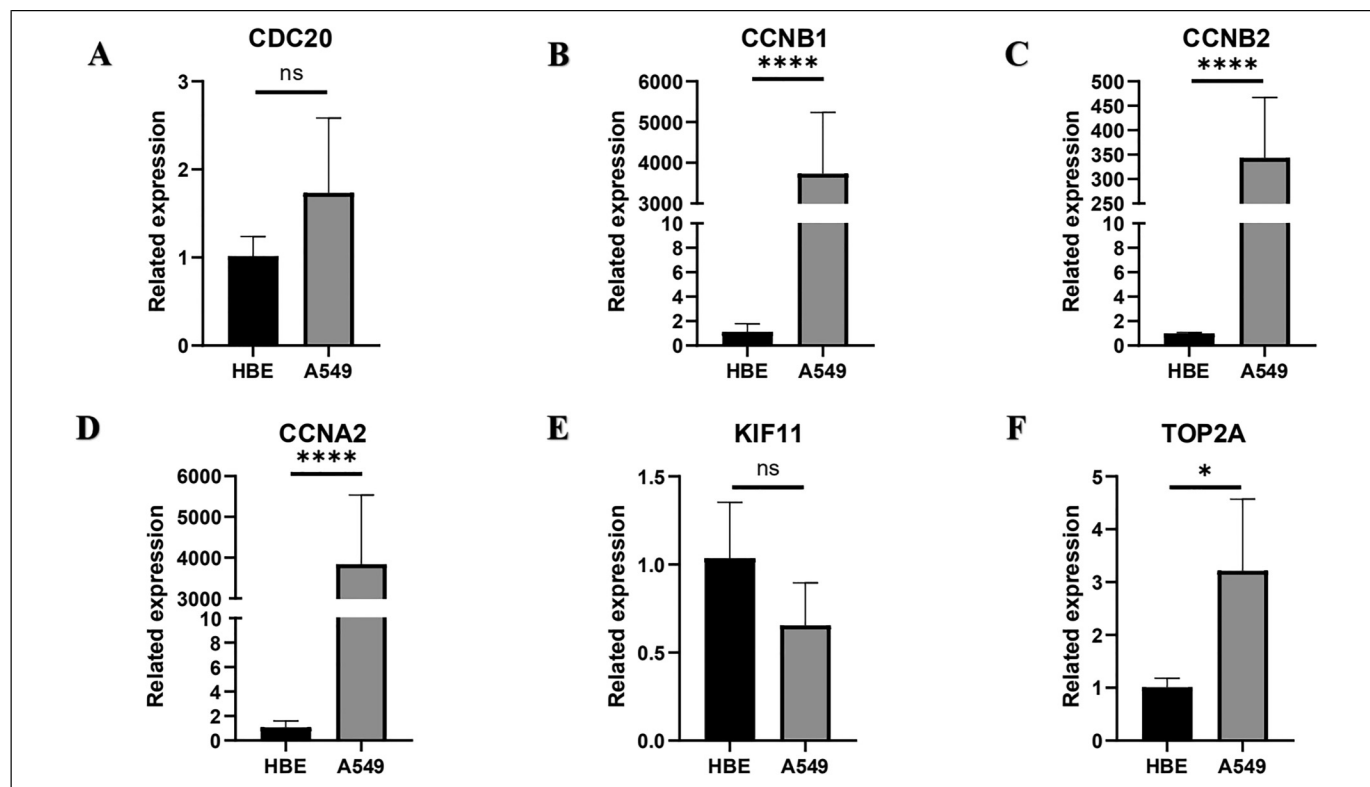 A
CDC20
ns
Related expression
3
2
1
0
HBE A549
B
CCNB1
****
Related expression
6000
5000
4000
3000
10
8
6
4
2
0
HBE A549
C
CCNB2
****
Related expression
500
450
400
350
300
250
10
8
6
4
2
0
HBE A549
D
CCNA2
****
Related expression
6000
5000
4000
3000
10
8
6
4
2
0
HBE A549
E
KIF11
ns
Related expression
1.5
1.0
0.5
0.0
HBE A549
F
TOP2A
*
Related expression
5
4
3
2
1
0
HBE A549